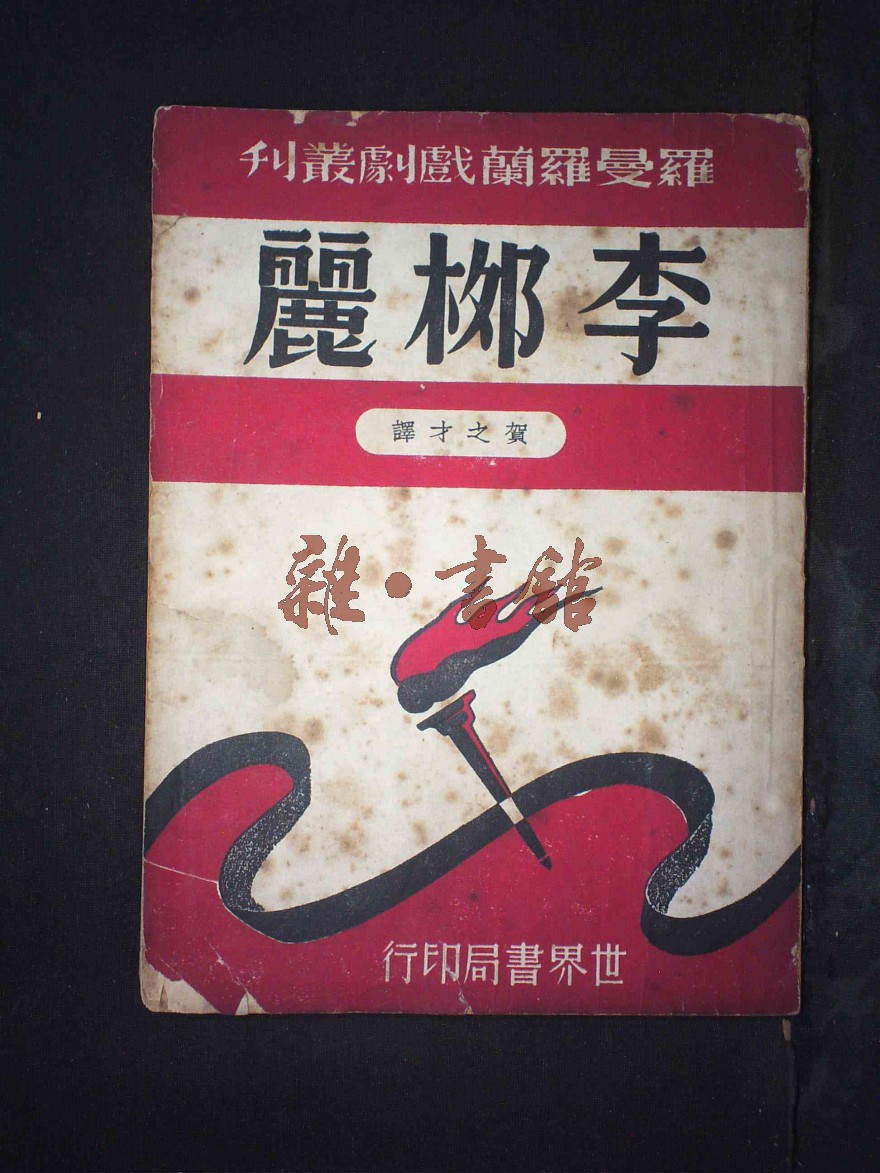 羅曼羅蘭戲劇叢刊
李㮙麗
賀之才譯
雜·書館
世界書局印行